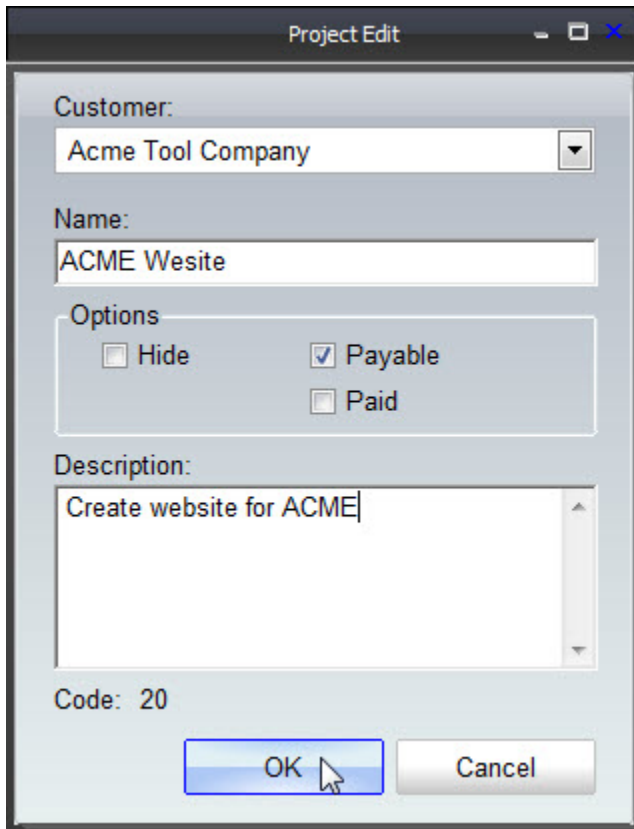 Project Edit
Customer:
Acme Tool Company
Name:
ACME Wesite
Options
Hide
Payable
Paid
Description:
Create website for ACME
Code: 20
OK
Cancel